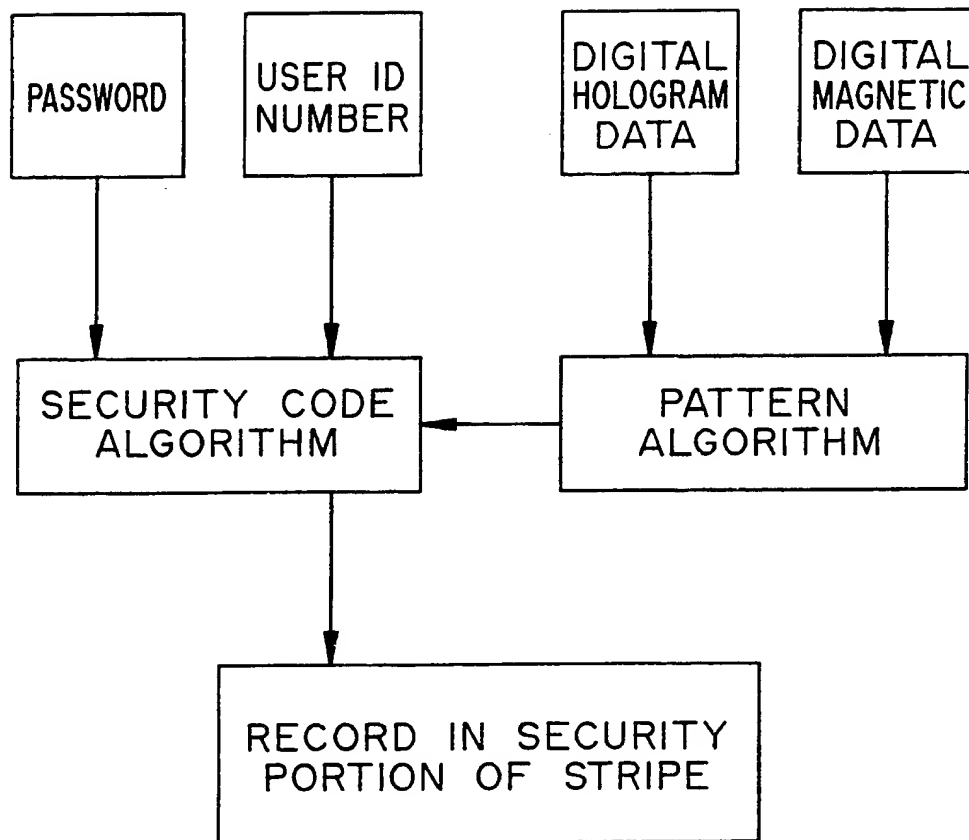 PASSWORD
USER ID
NUMBER
DIGITAL
HOLOGRAM
DATA
DIGITAL
MAGNETIC
DATA
SECURITY CODE
ALGORITHM
PATTERN
ALGORITHM
RECORD IN SECURITY
PORTION OF STRIPE